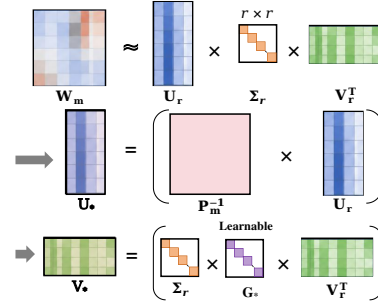 r × r
≈ × ×
W_m U_r Σ_r V_r^T
= ( × )
U_* P_m^{-1} U_r
Learnable
= ( × × )
V_* Σ_r G_* V_r^T